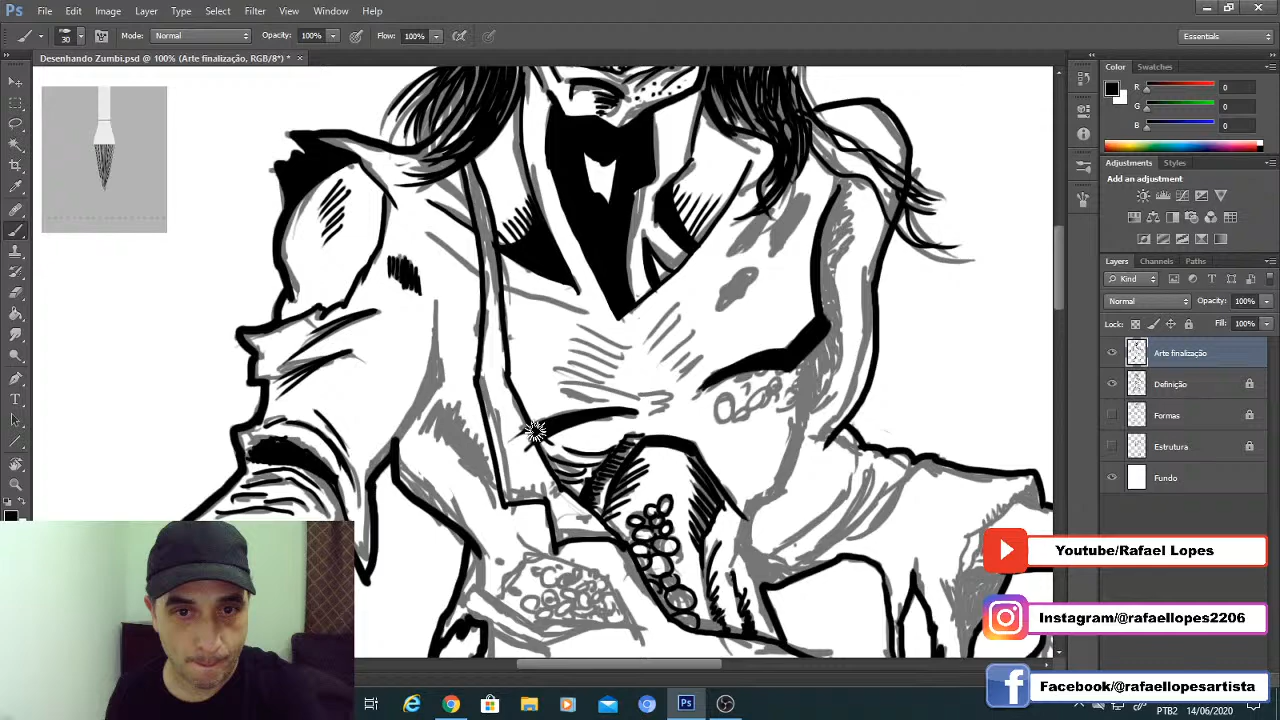 Ps File Edit Image Layer Type Select Filter View Window Help
30 Mode: Normal Opacity: 100% Flow: 100% Essentials
Desenhando Zumbi.psd @ 100% (Arte finalização, RGB/8*) * ×
Color Swatches
R 0
G 0
B 0
Adjustments Styles
Add an adjustment
Layers Channels Paths
Kind
Normal Opacity: 100%
Lock: Fill: 100%
Arte finalização
Definição
Formas
Estrutura
Fundo
Youtube/Rafael Lopes
Instagram/@rafaellopes2206
Facebook/@rafaellopesartista
Ps
PTB2 14/06/2020